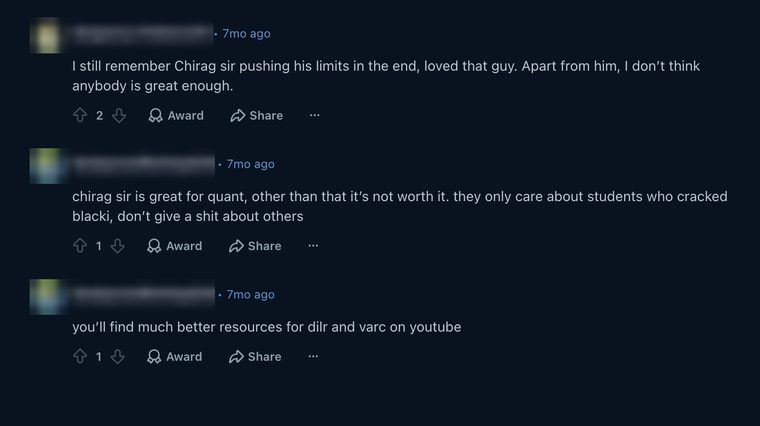 · 7mo ago
I still remember Chirag sir pushing his limits in the end, loved that guy. Apart from him, I don’t think
anybody is great enough.
2 Award Share ···
· 7mo ago
chirag sir is great for quant, other than that it’s not worth it. they only care about students who cracked
blacki, don’t give a shit about others
1 Award Share ···
· 7mo ago
you’ll find much better resources for dilr and varc on youtube
1 Award Share ···